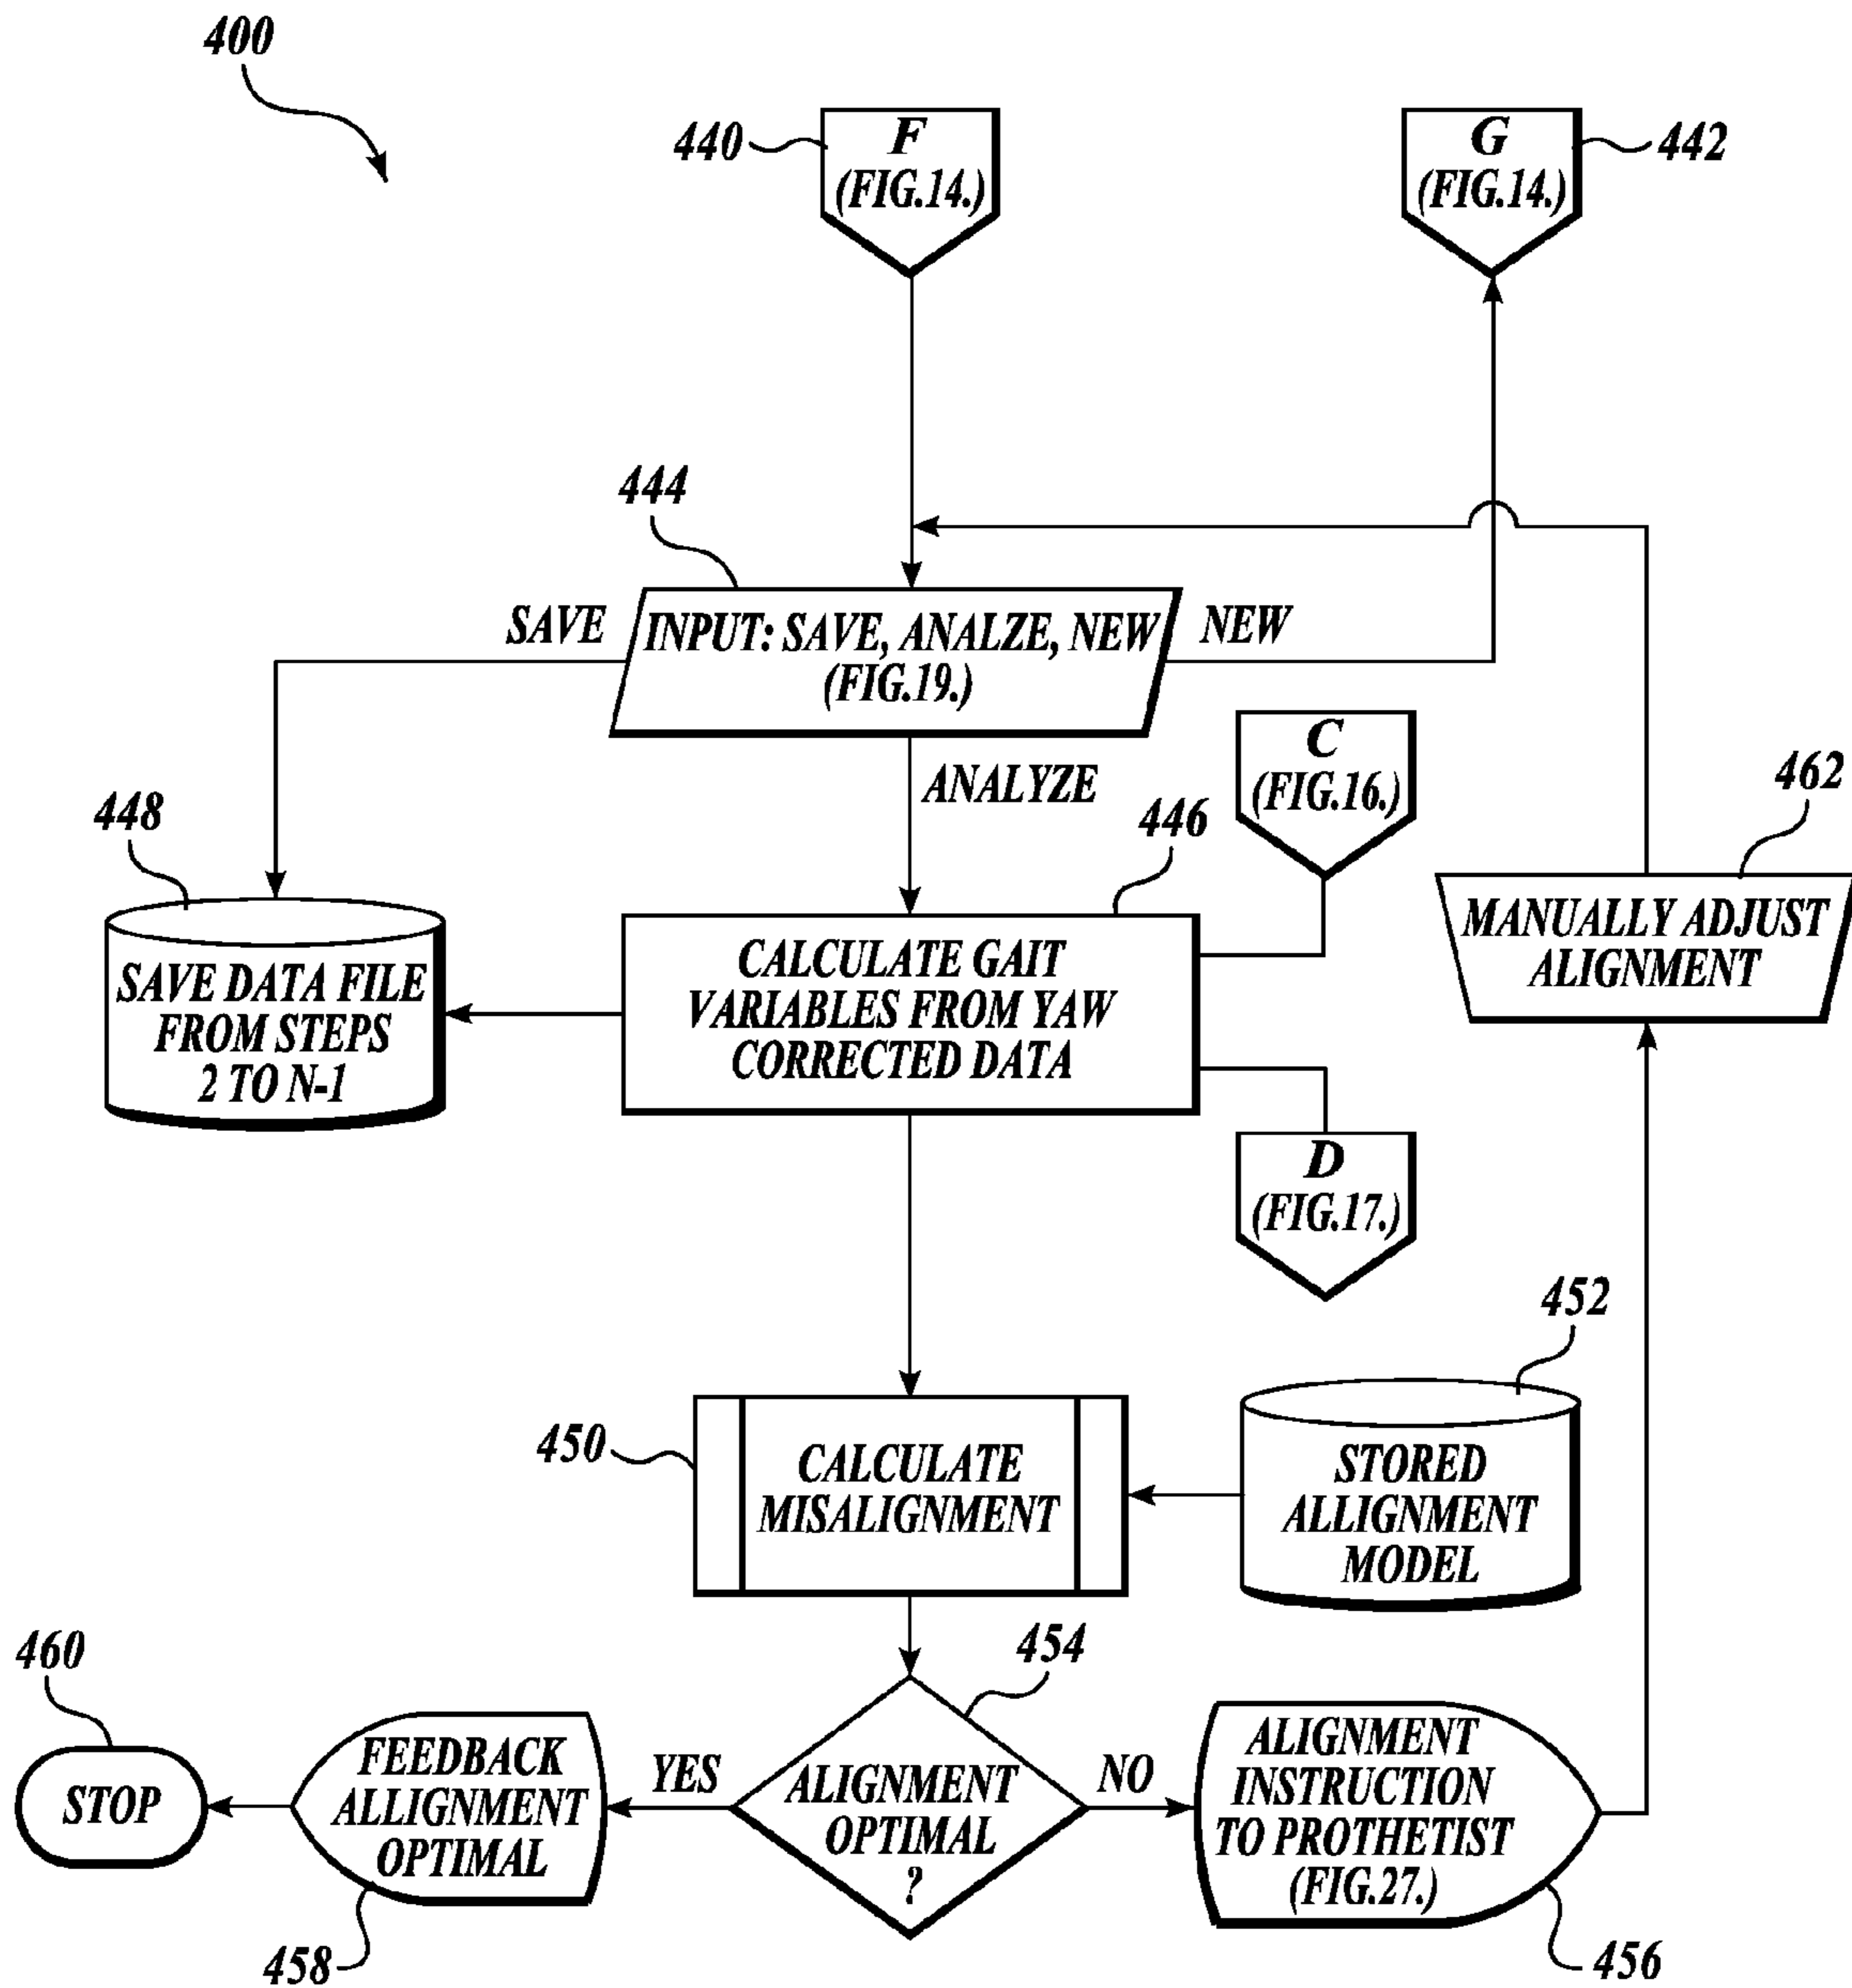 400
440
F
(FIG.14.)
G
(FIG.14.)
442
444
SAVE
INPUT: SAVE, ANALZE, NEW
(FIG.19.)
NEW
ANALYZE
C
(FIG.16.)
462
448
446
MANUALLY ADJUST
ALIGNMENT
SAVE DATA FILE
FROM STEPS
2 TO N-1
CALCULATE GAIT
VARIABLES FROM YAW
CORRECTED DATA
D
(FIG.17.)
452
450
CALCULATE
MISALIGNMENT
STORED
ALLIGNMENT
MODEL
460
454
STOP
FEEDBACK
ALLIGNMENT
OPTIMAL
YES
ALIGNMENT
OPTIMAL
?
NO
ALIGNMENT
INSTRUCTION
TO PROTHETIST
(FIG.27.)
458
456